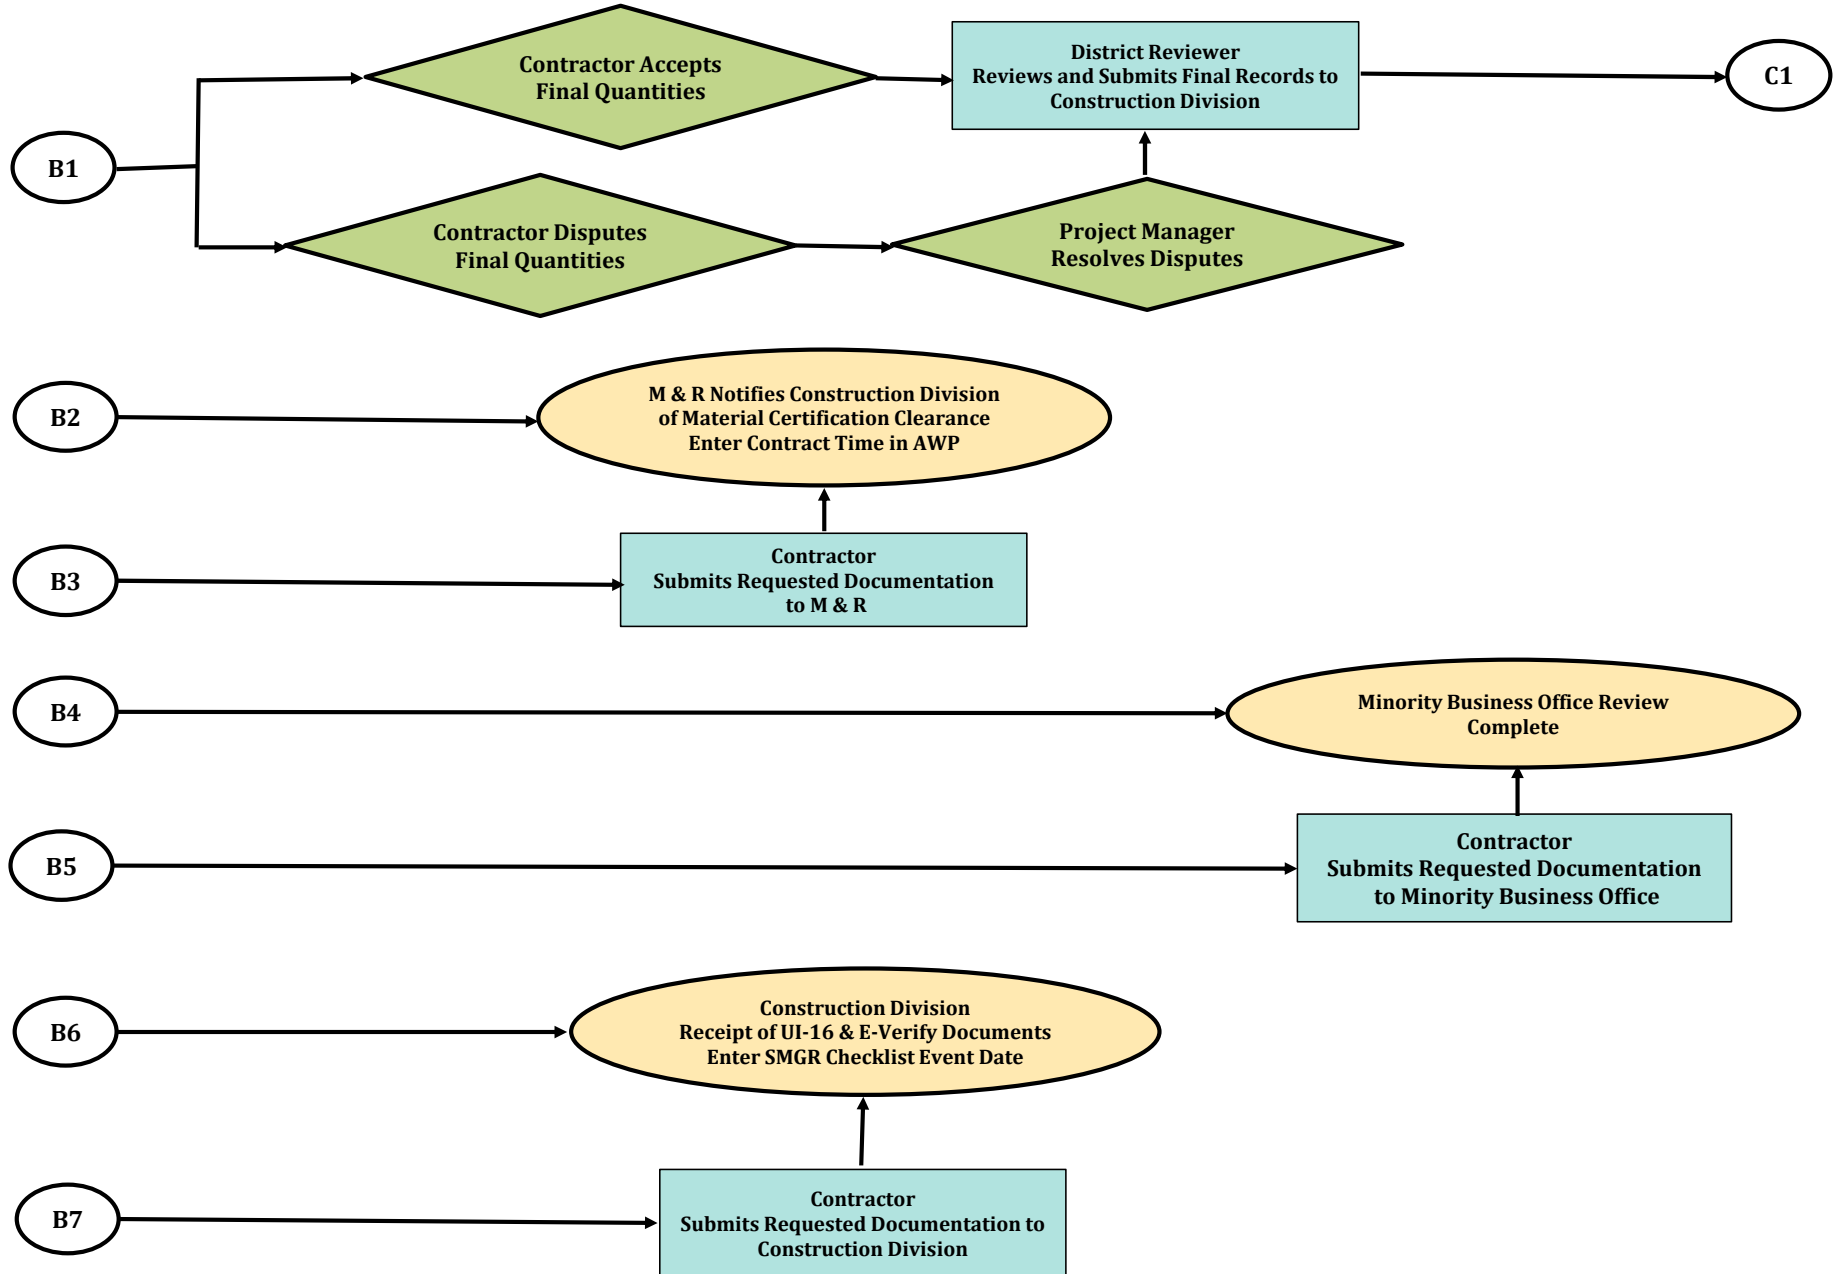 Contractor Accepts
Final Quantities
District Reviewer
Reviews and Submits Final Records to
Construction Division
C1
B1
Contractor Disputes
Final Quantities
Project Manager
Resolves Disputes
B2
M & R Notifies Construction Division
of Material Certification Clearance
Enter Contract Time in AWP
B3
Contractor
Submits Requested Documentation
to M & R
B4
Minority Business Office Review
Complete
B5
Contractor
Submits Requested Documentation
to Minority Business Office
B6
Construction Division
Receipt of UI-16 & E-Verify Documents
Enter SMGR Checklist Event Date
B7
Contractor
Submits Requested Documentation to
Construction Division